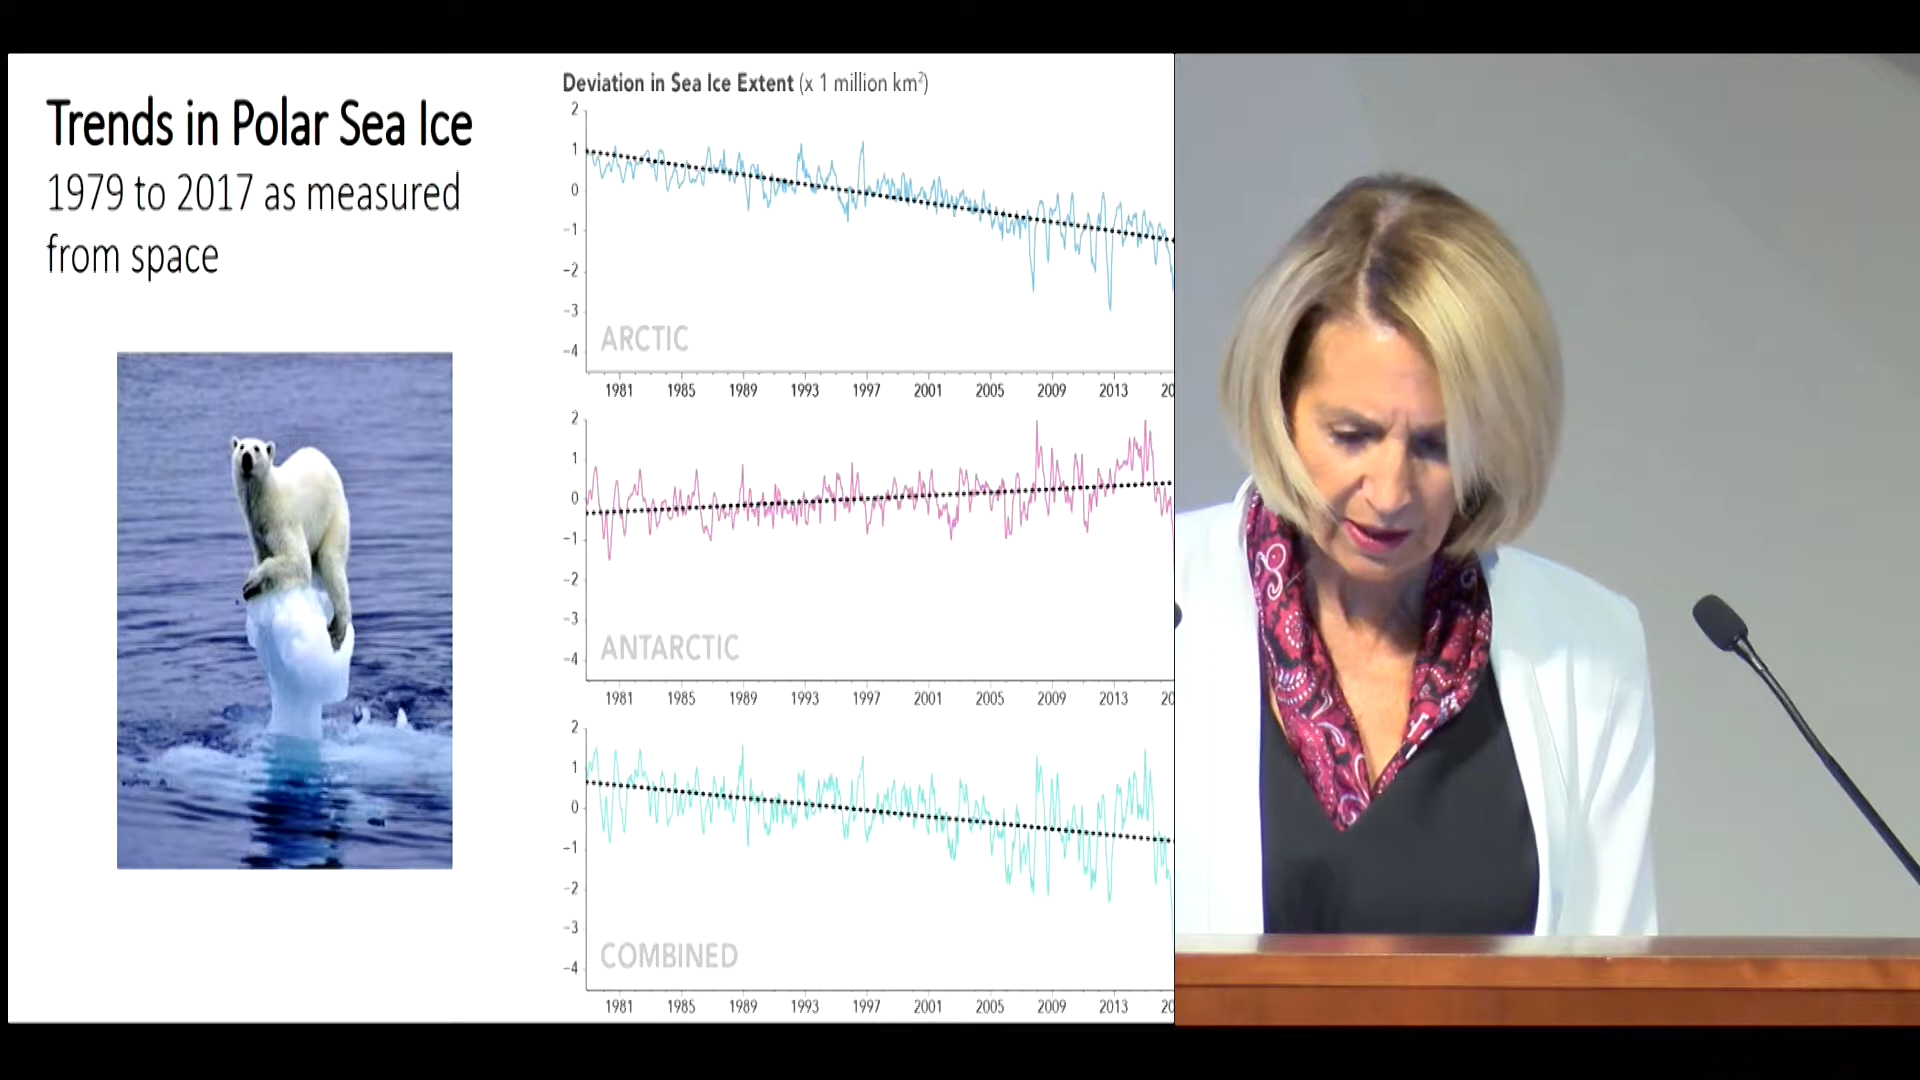 Trends in Polar Sea Ice
1979 to 2017 as measured
from space
Deviation in Sea Ice Extent (x 1 million km²)
2
1
0
−1
−2
−3
−4
ARCTIC
1981 1985 1989 1993 1997 2001 2005 2009 2013 20
2
1
0
−1
−2
−3
−4
ANTARCTIC
1981 1985 1989 1993 1997 2001 2005 2009 2013 20
2
1
0
−1
−2
−3
−4
COMBINED
1981 1985 1989 1993 1997 2001 2005 2009 2013 20